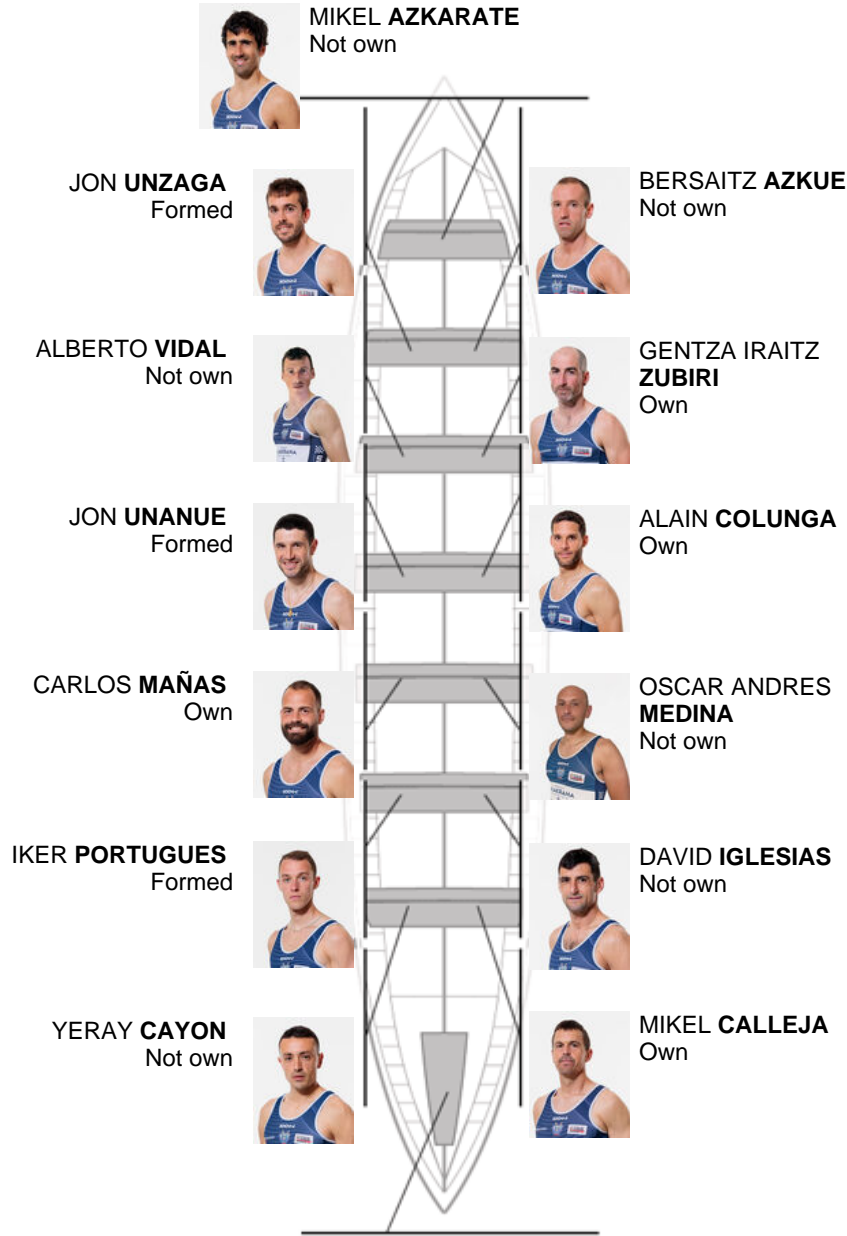 MIKEL AZKARATE
Not own
JON UNZAGA
Formed
BERSAITZ AZKUE
Not own
ALBERTO VIDAL
Not own
GENTZA IRAITZ
ZUBIRI
Own
JON UNANUE
Formed
ALAIN COLUNGA
Own
CARLOS MAÑAS
Own
OSCAR ANDRES
MEDINA
Not own
IKER PORTUGUES
Formed
DAVID IGLESIAS
Not own
YERAY CAYON
Not own
MIKEL CALLEJA
Own